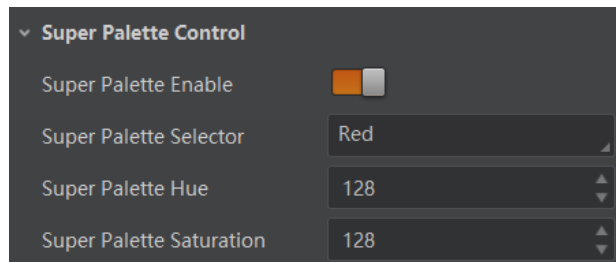 Super Palette Control
Super Palette Enable
Super Palette Selector Red
Super Palette Hue 128
Super Palette Saturation 128